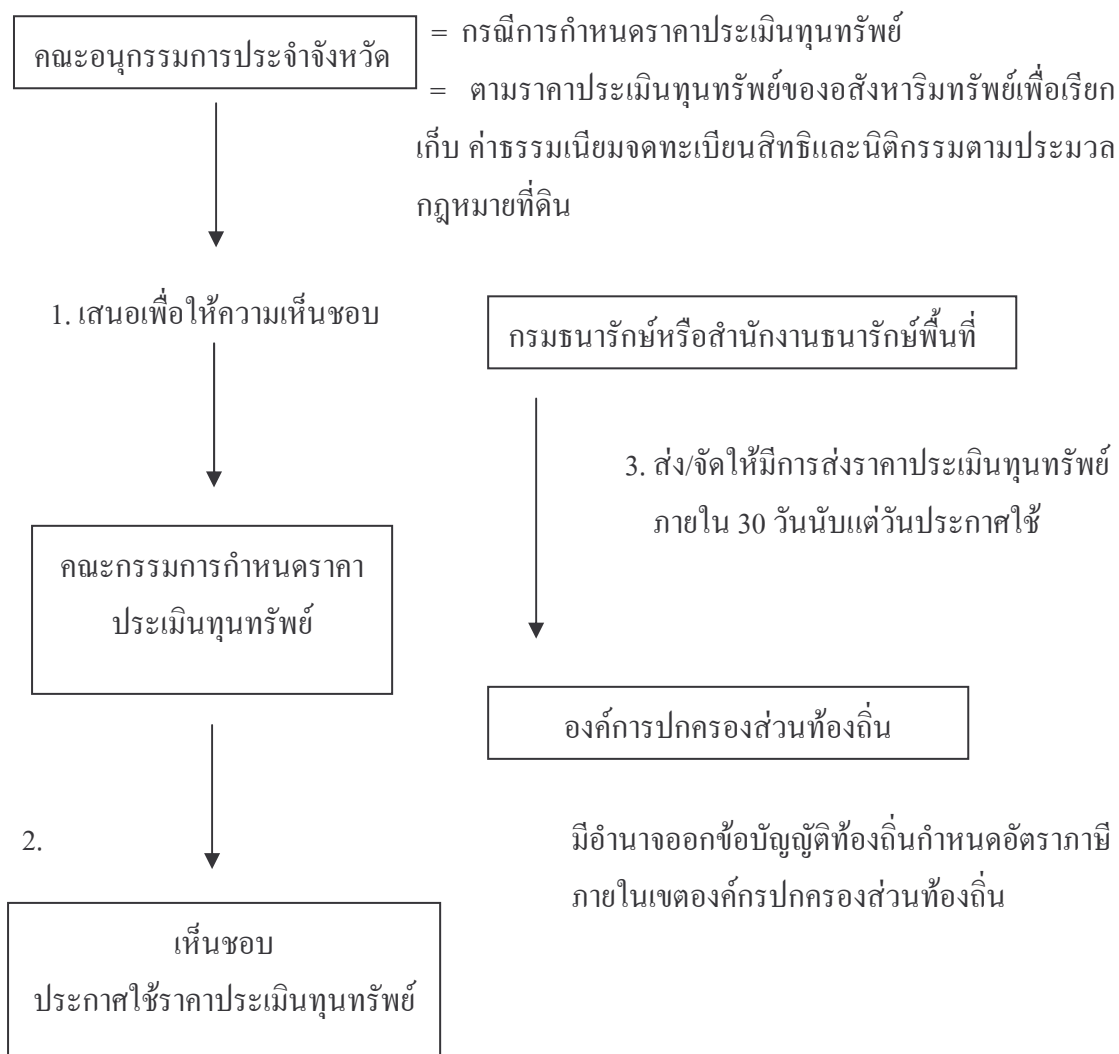 คณะอนุกรรมการประจำจังหวัด
= กรณีการกำหนดราคาประเมินทุนทรัพย์
= ตามราคาประเมินทุนทรัพย์ของอสังหาริมทรัพย์เพื่อเรียก
เก็บ ค่าธรรมเนียมจดทะเบียนสิทธิและนิติกรรมตามประมวล
กฎหมายที่ดิน
1. เสนอเพื่อให้ความเห็นชอบ
กรมธนารักษ์หรือสำนักงานธนารักษ์พื้นที่
3. ส่ง/จัดให้มีการส่งราคาประเมินทุนทรัพย์
ภายใน 30 วันนับแต่วันประกาศใช้
คณะกรรมการกำหนดราคา
ประเมินทุนทรัพย์
องค์การปกครองส่วนท้องถิ่น
2.
มีอำนาจออกข้อบัญญัติท้องถิ่นกำหนดอัตราภาษี
ภายในเขตองค์กรปกครองส่วนท้องถิ่น
เห็นชอบ
ประกาศใช้ราคาประเมินทุนทรัพย์